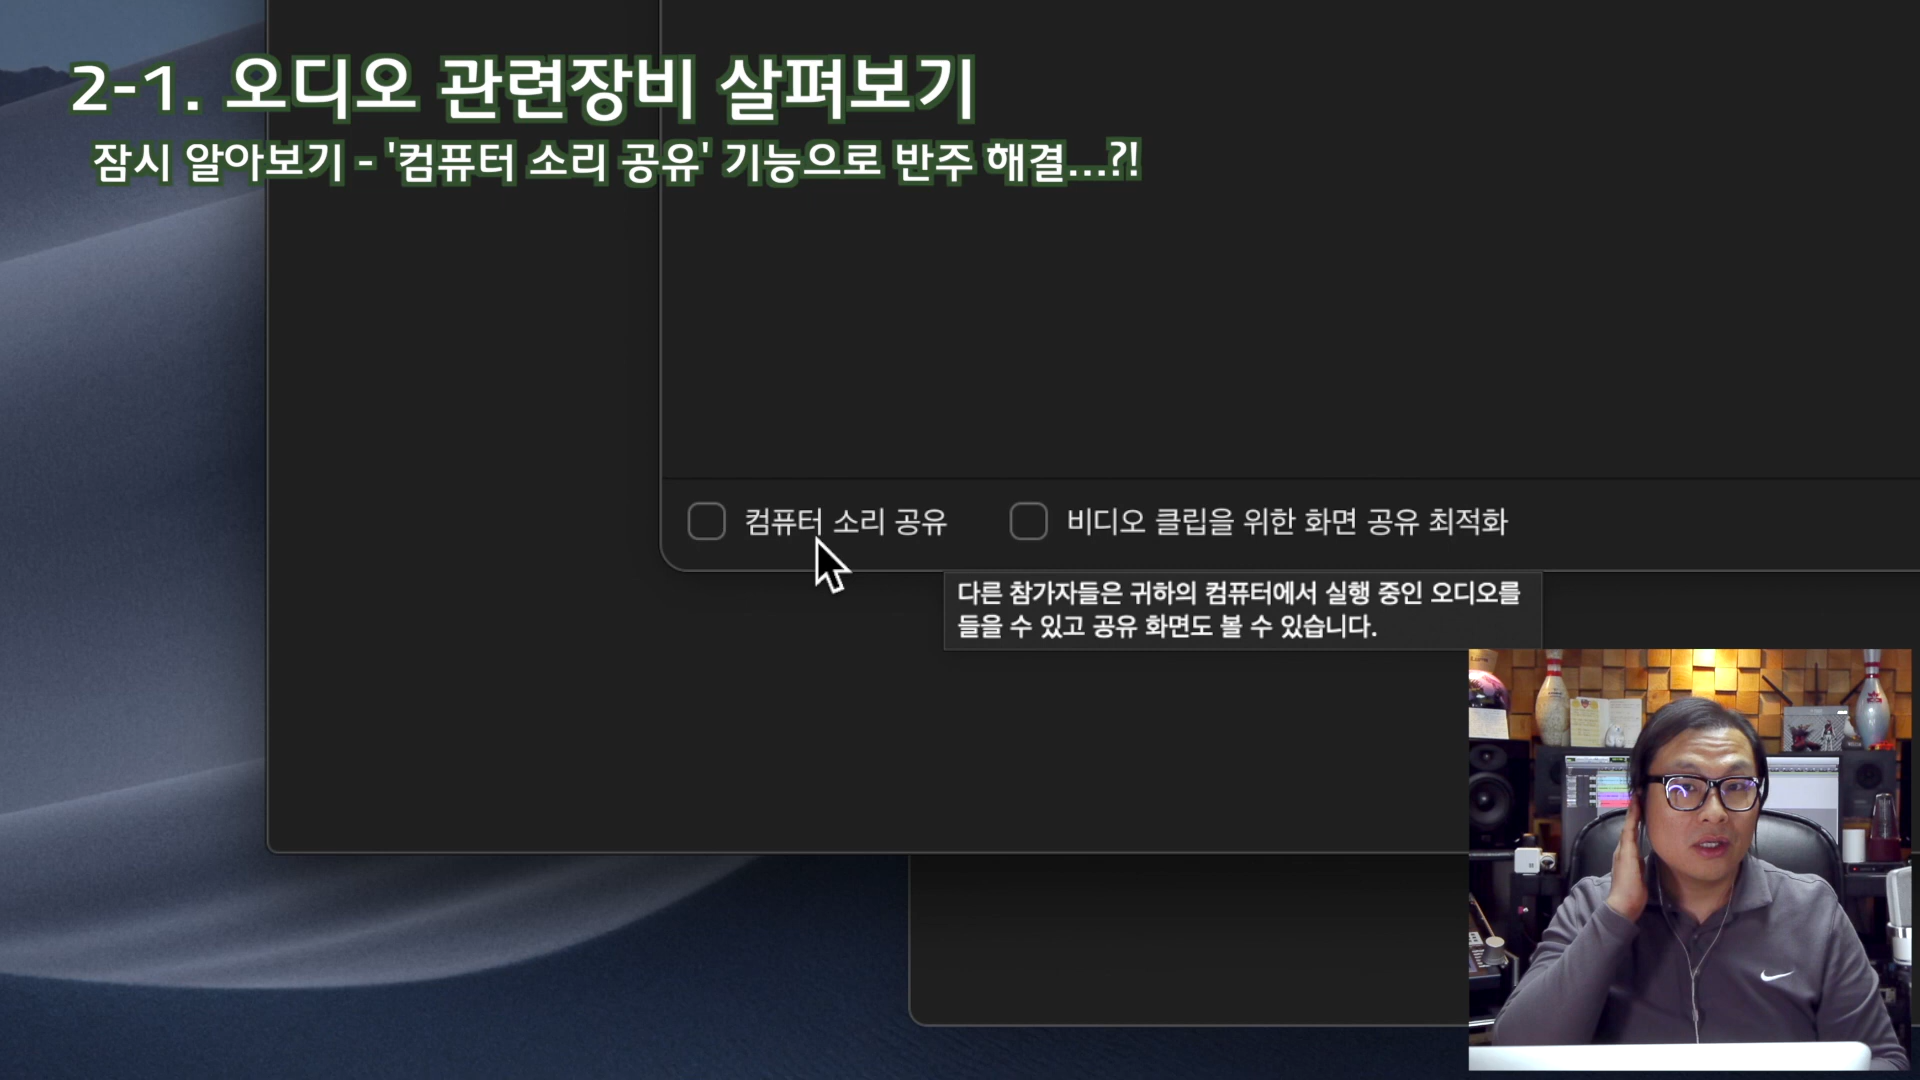 2-1. 오디오 관련장비 살펴보기
잠시 알아보기 - '컴퓨터 소리 공유' 기능으로 반주 해결...?!
컴퓨터 소리 공유
비디오 클립을 위한 화면 공유 최적화
다른 참가자들은 귀하의 컴퓨터에서 실행 중인 오디오를
들을 수 있고 공유 화면도 볼 수 있습니다.